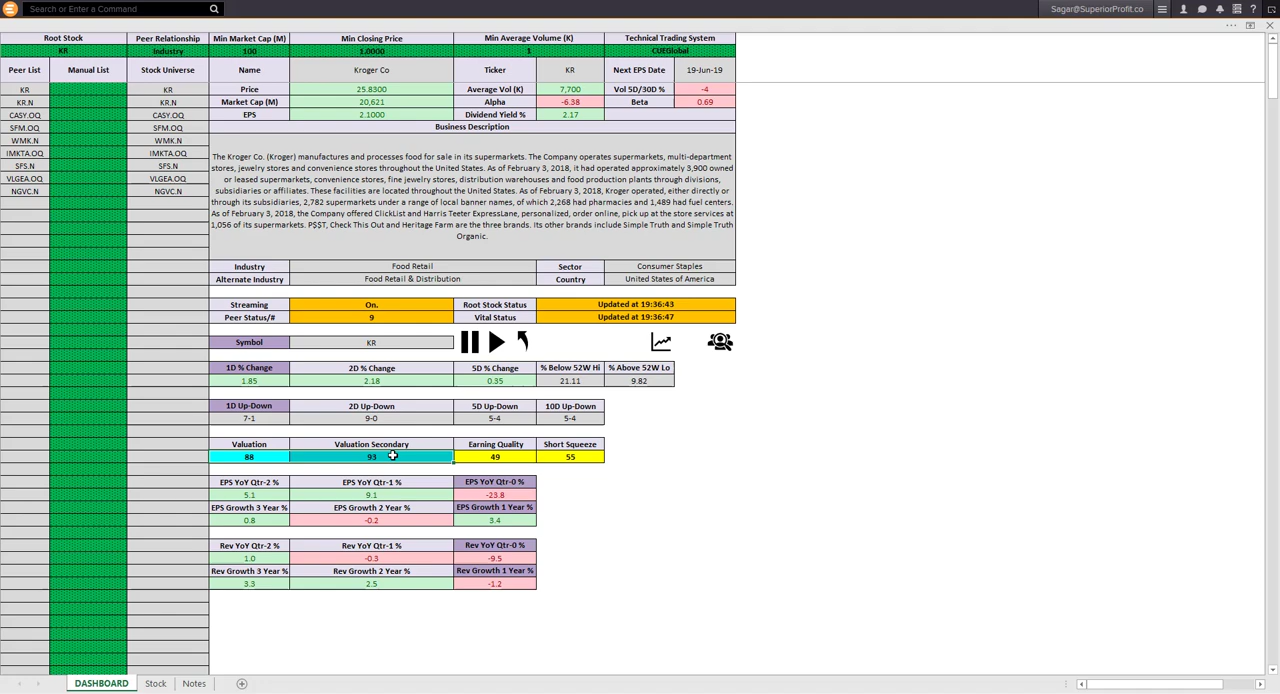 Search or Enter a Command
Sagar@SuperiorProfit.co
Root Stock Peer Relationship Min Market Cap (M) Min Closing Price Min Average Volume (K) Technical Trading System
KR Industry 100 1.0000 1 CUEGlobal
Peer List Manual List Stock Universe Name Kroger Co Ticker KR Next EPS Date 19-Jun-19
KR KR Price 25.8300 Average Vol (K) 7,700 Vol 5D/30D % -4
KR.N KR.N Market Cap (M) 20,621 Alpha -6.38 Beta 0.69
CASY.OQ CASY.OQ EPS 2.1000 Dividend Yield % 2.17
SFM.OQ SFM.OQ Business Description
WMK.N WMK.N
IMKTA.OQ IMKTA.OQ
SFS.N SFS.N
VLGEA.OQ VLGEA.OQ
NGVC.N NGVC.N
The Kroger Co. (Kroger) manufactures and processes food for sale in its supermarkets. The Company operates supermarkets, multi-department
stores, jewelry stores and convenience stores throughout the United States. As of February 3, 2018, it had operated approximately 3,900 owned
or leased supermarkets, convenience stores, fine jewelry stores, distribution warehouses and food production plants through divisions,
subsidiaries or affiliates. These facilities are located throughout the United States. As of February 3, 2018, Kroger operated, either directly or
through its subsidiaries, 2,782 supermarkets under a range of local banner names, of which 2,268 had pharmacies and 1,489 had fuel centers.
As of February 3, 2018, the Company offered ClickList and Harris Teeter ExpressLane, personalized, order online, pick up at the store services at
1,056 of its supermarkets. P$$T, Check This Out and Heritage Farm are the three brands. Its other brands include Simple Truth and Simple Truth
Organic.
Industry Food Retail Sector Consumer Staples
Alternate Industry Food Retail & Distribution Country United States of America
Streaming On. Root Stock Status Updated at 19:36:43
Peer Status/# 9 Vital Status Updated at 19:36:47
Symbol KR
1D % Change 2D % Change 5D % Change % Below 52W Hi % Above 52W Lo
1.85 2.18 0.35 21.11 9.82
1D Up-Down 2D Up-Down 5D Up-Down 10D Up-Down
7-1 9-0 5-4 5-4
Valuation Valuation Secondary Earning Quality Short Squeeze
88 93 49 55
EPS YoY Qtr-2 % EPS YoY Qtr-1 % EPS YoY Qtr-0 %
5.1 9.1 -23.8
EPS Growth 3 Year % EPS Growth 2 Year % EPS Growth 1 Year %
0.8 -0.2 3.4
Rev YoY Qtr-2 % Rev YoY Qtr-1 % Rev YoY Qtr-0 %
1.0 -0.3 -9.5
Rev Growth 3 Year % Rev Growth 2 Year % Rev Growth 1 Year %
3.3 2.5 -1.2
DASHBOARD Stock Notes